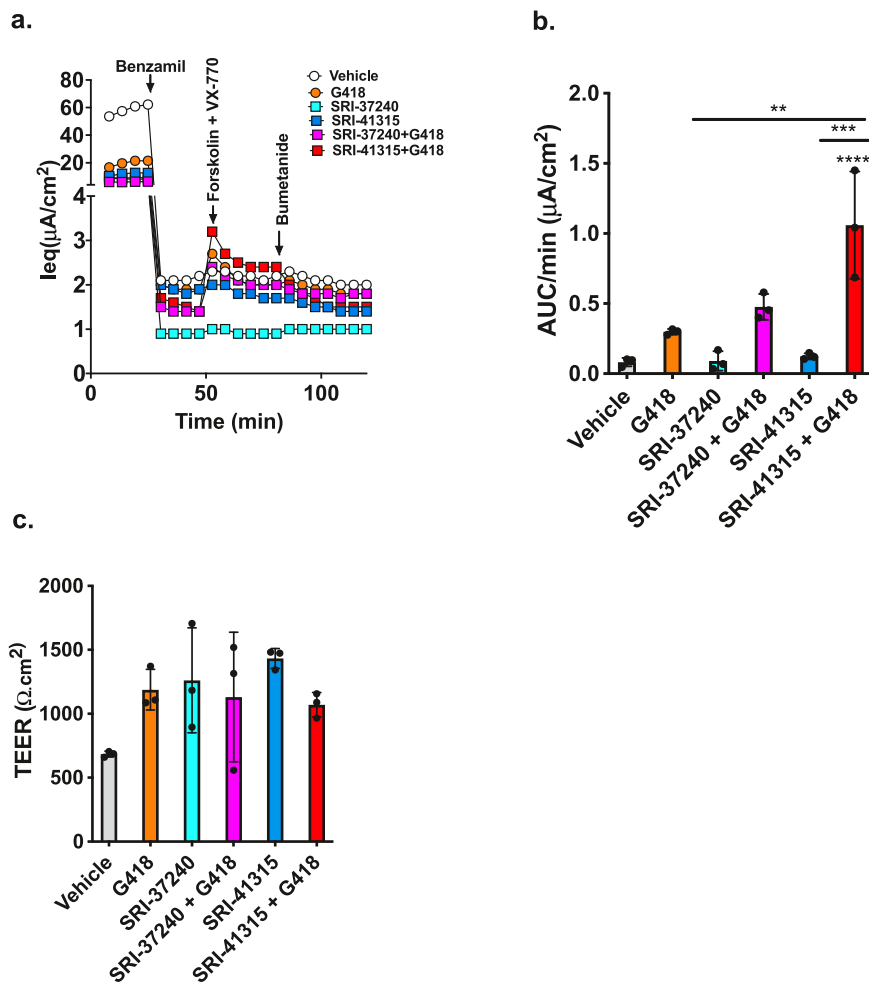 a.
Benzamil
Forskolin + VX-770
Bumetanide
Vehicle
G418
SRI-37240
SRI-41315
SRI-37240+G418
SRI-41315+G418
Ieq(µA/cm²)
80
60
40
20
4
3
2
1
0
0
50
100
Time (min)
b.
AUC/min (µA/cm²)
2.0
1.5
1.0
0.5
0.0
**
***
****
Vehicle
G418
SRI-37240
SRI-37240 + G418
SRI-41315
SRI-41315 + G418
c.
TEER (Ω.cm²)
2000
1500
1000
500
0
Vehicle
G418
SRI-37240
SRI-37240 + G418
SRI-41315
SRI-41315 + G418